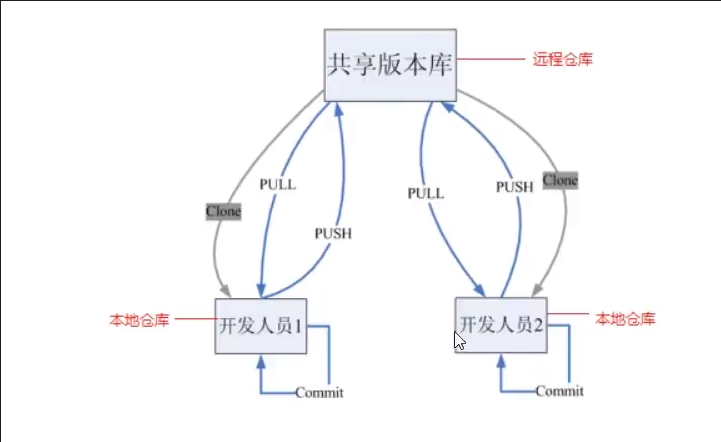 共享版本库
远程仓库
PULL
PULL
PUSH
Clone
Clone
PUSH
本地仓库
开发人员1
开发人员2
本地仓库
Commit
Commit